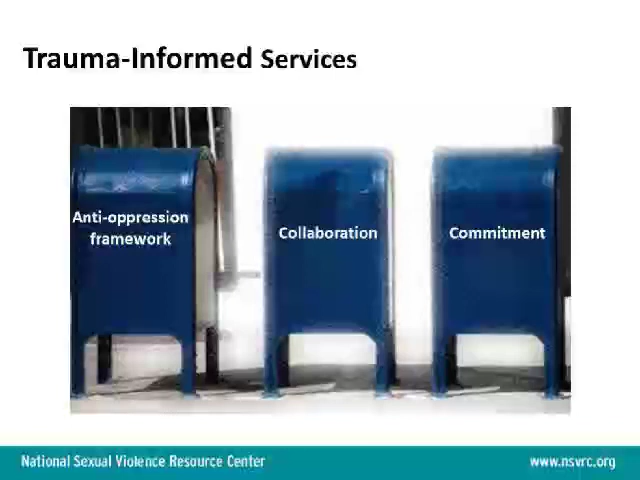 Trauma-Informed Services
Anti-oppression
framework
Collaboration
Commitment
National Sexual Violence Resource Center
www.nsvrc.org